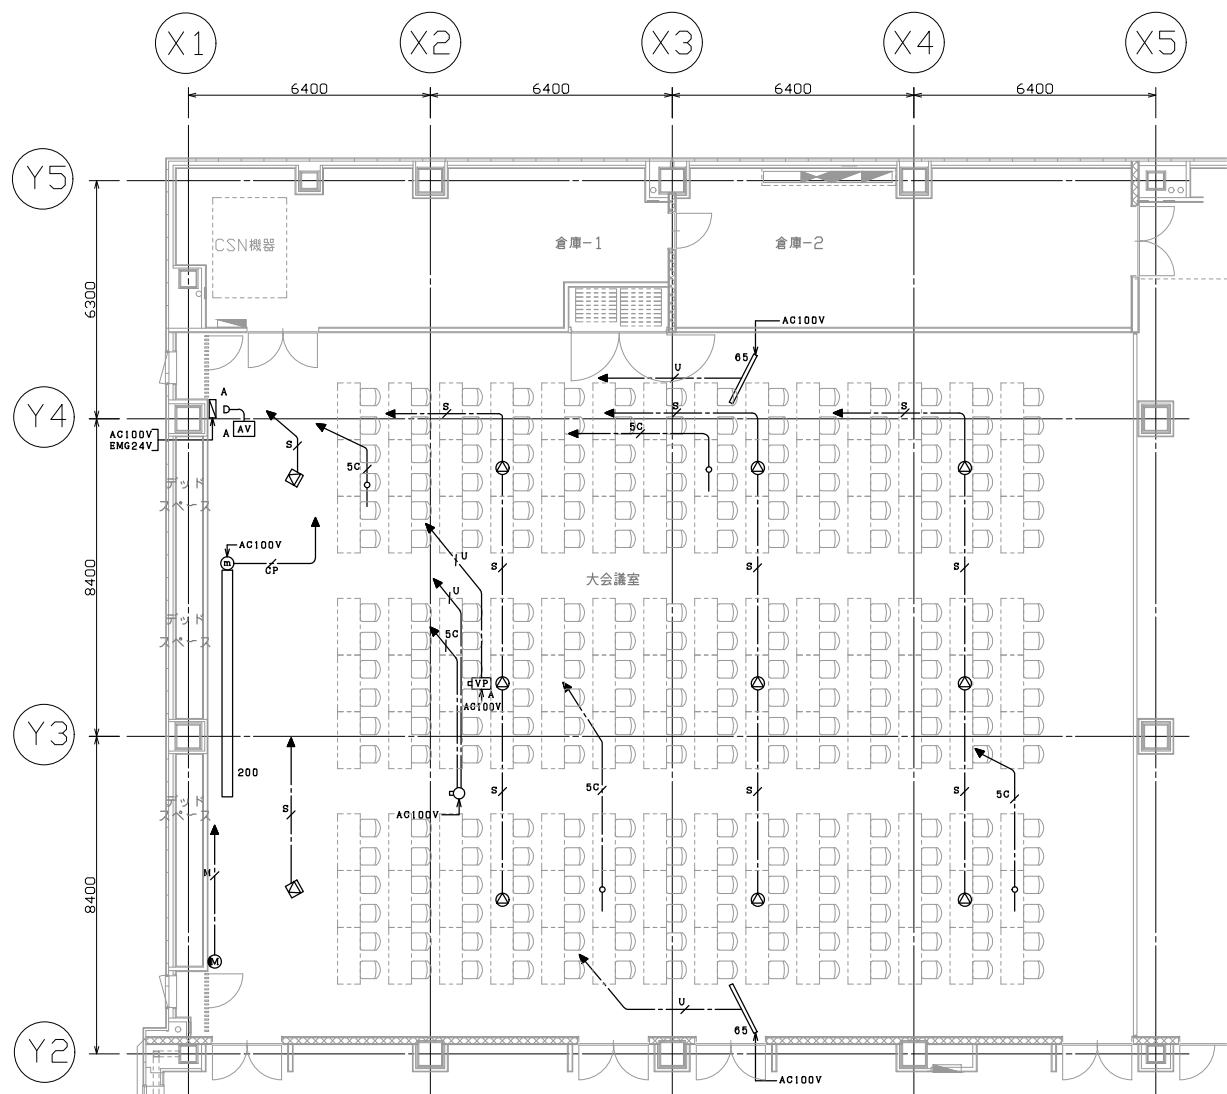 X1 X2 X3 X4 X5
6400 6400 6400 6400
Y5
CSN機器
倉庫-1
倉庫-2
6300
AC100V
65
U
A
Y4
D
S
S
S
AC100V
EMG24V
A
AV
S
5C
5C
デッド
スペース
AC100V
m
CP
U
S
S
S
8400
大会議室
U
デッド
スペース
5C
VP
A
AC100V
Y3
200
デッド
スペース
S
5C
S
S
S
5C
AC100V
M
8400
M
U
65
Y2
AC100V